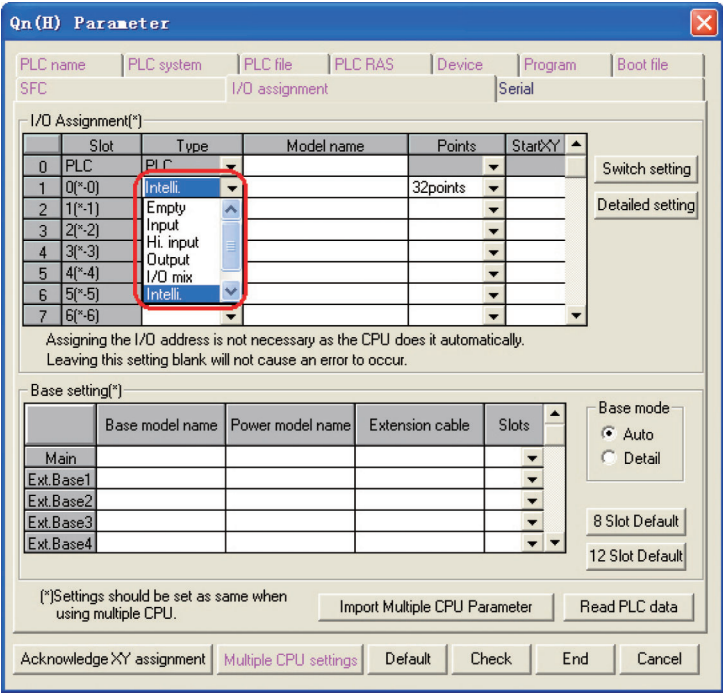 Qn(H) Parameter
PLC name PLC system PLC file PLC RAS Device Program Boot file
SFC I/O assignment Serial
I/O Assignment(*)
Slot Type Model name Points StartXY
0 PLC PLC
1 0(*-0) Intelli. 32points
2 1(*-1) Empty
Input
3 2(*-2) Hi. input
4 3(*-3) Output
5 4(*-4) I/O mix
6 5(*-5) Intelli.
7 6(*-6)
Switch setting
Detailed setting
Assigning the I/O address is not necessary as the CPU does it automatically.
Leaving this setting blank will not cause an error to occur.
Base setting(*)
Base model name Power model name Extension cable Slots
Main
Ext.Base1
Ext.Base2
Ext.Base3
Ext.Base4
Base mode
Auto
Detail
8 Slot Default
12 Slot Default
(*)Settings should be set as same when
using multiple CPU.
Import Multiple CPU Parameter Read PLC data
Acknowledge XY assignment Multiple CPU settings Default Check End Cancel